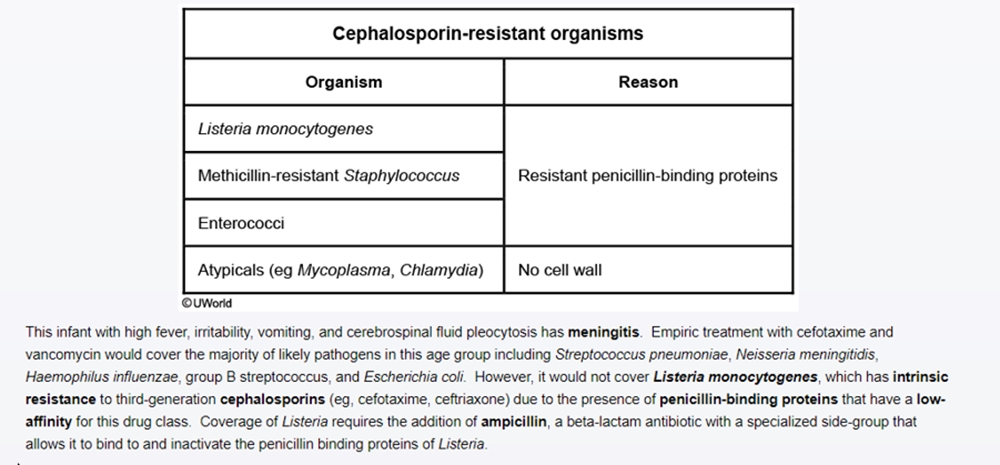 Cephalosporin-resistant organisms
Organism
Reason
Listeria monocytogenes
Methicillin-resistant Staphylococcus
Resistant penicillin-binding proteins
Enterococci
Atypicals (eg Mycoplasma, Chlamydia)
No cell wall
©UWorld
This infant with high fever, irritability, vomiting, and cerebrospinal fluid pleocytosis has meningitis. Empiric treatment with cefotaxime and
vancomycin would cover the majority of likely pathogens in this age group including Streptococcus pneumoniae, Neisseria meningitidis,
Haemophilus influenzae, group B streptococcus, and Escherichia coli. However, it would not cover Listeria monocytogenes, which has intrinsic
resistance to third-generation cephalosporins (eg, cefotaxime, ceftriaxone) due to the presence of penicillin-binding proteins that have a low-
affinity for this drug class. Coverage of Listeria requires the addition of ampicillin, a beta-lactam antibiotic with a specialized side-group that
allows it to bind to and inactivate the penicillin binding proteins of Listeria.